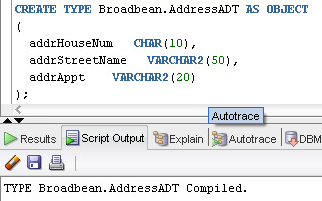 CREATE TYPE Broadbean.AddressADT AS OBJECT
(
addrHouseNum CHAR(10),
addrStreetName VARCHAR2(50),
addrAppt VARCHAR2(20)
);
Autotrace
Results Script Output Explain Autotrace DBM
TYPE Broadbean.AddressADT Compiled.